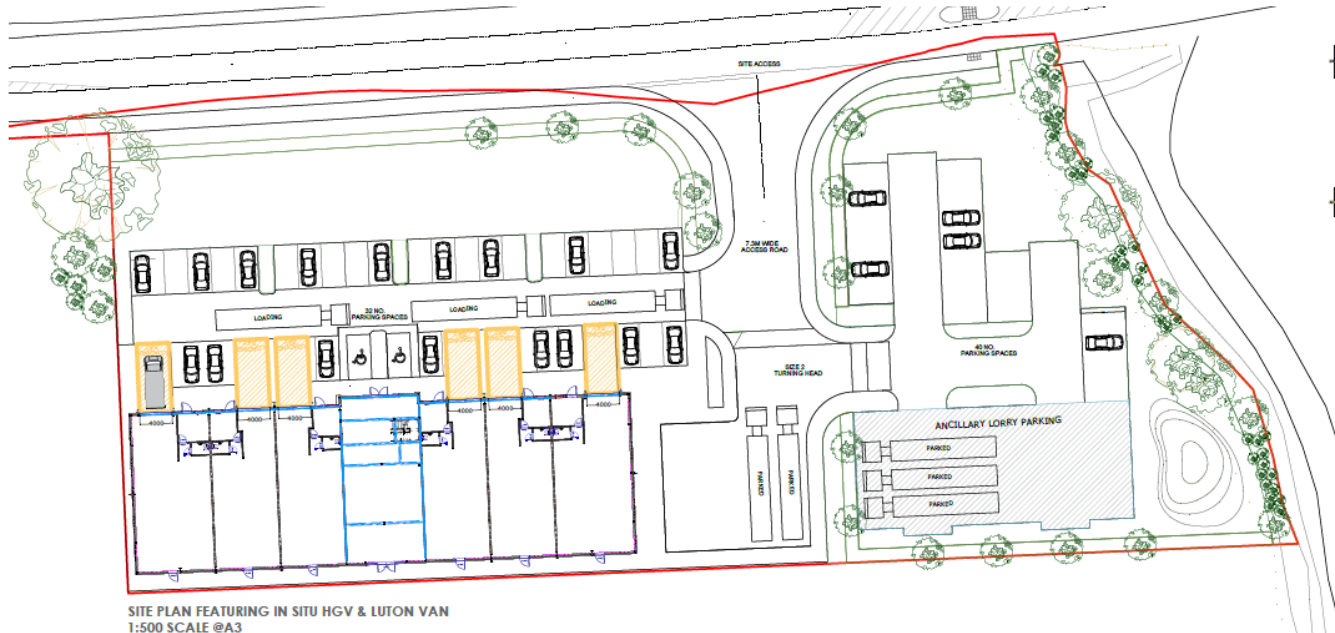 SITE ACCESS
7.3M WIDE
ACCESS ROAD
LOADING
32 NO.
PARKING SPACES
LOADING
LOADING
SIZE 2
TURNING HEAD
40 NO.
PARKING SPACES
4000
4000
4000
4000
4000
4000
ANCILLARY LORRY PARKING
PARKED
PARKED
PARKED
PARKED
PARKED
SITE PLAN FEATURING IN SITU HGV & LUTON VAN
1:500 SCALE @A3